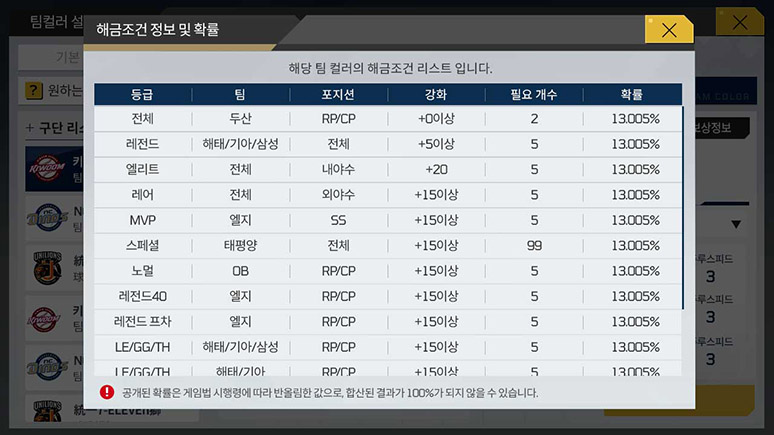 팀컬러 설
해금조건 정보 및 확률
기본
해당 팀 컬러의 해금조건 리스트 입니다.
원하는
AM COLOR
등급 팀 포지션 강화 필요 개수 확률
+ 구단 리스
보상정보
전체 두산 RP/CP +0이상 2 13.005%
레전드 해태/기아/삼성 전체 +5이상 5 13.005%
엘리트 전체 내야수 +20 5 13.005%
레어 전체 외야수 +15이상 5 13.005%
MVP 엘지 SS +15이상 5 13.005%
스페셜 태평양 전체 +15이상 99 13.005%
노멀 OB RP/CP +15이상 5 13.005%
레전드40 엘지 RP/CP +15이상 5 13.005%
레전드 프차 엘지 RP/CP +15이상 5 13.005%
LE/GG/TH 해태/기아/삼성 RP/CP +15이상 5 13.005%
LE/GG/TH 해태/기아 RP/CP +15이상 5 13.005%
공개된 확률은 게임법 시행령에 따라 반올림한 값으로, 합산된 결과가 100%가 되지 않을 수 있습니다.
키
팀
KIWOOM
N
팀
統
球
키
팀
N
팀
統一7-ELEVEn獅
루스피드
3
루스피드
3
루스피드
3